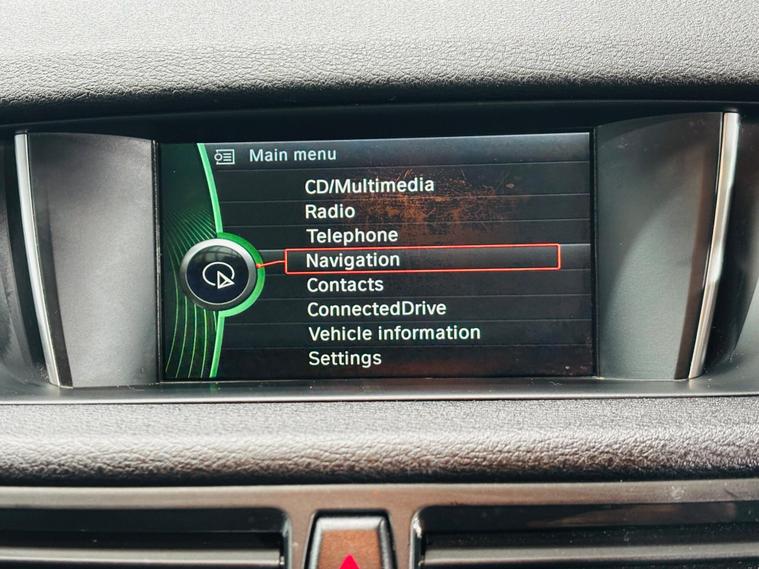 Main menu
CD/Multimedia
Radio
Telephone
Navigation
Contacts
ConnectedDrive
Vehicle information
Settings